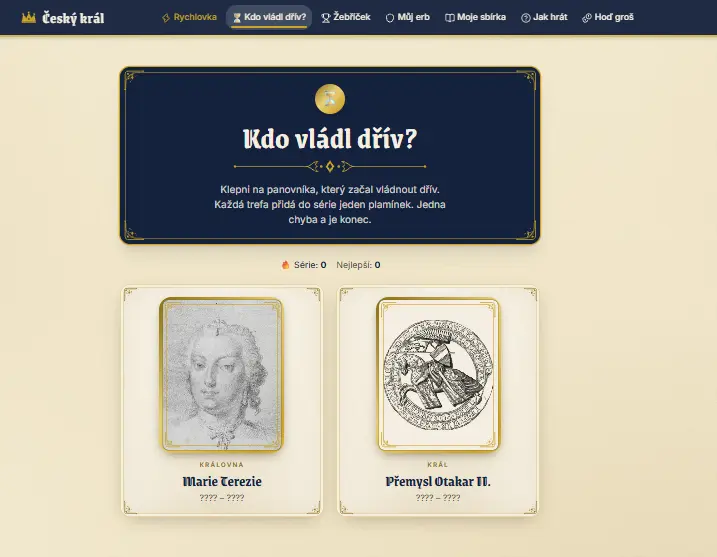 Český král
Rychlovka
Kdo vládl dřív?
Žebříček
Můj erb
Moje sbírka
Jak hrát
Hoď groš
Kdo vládl dřív?
Klepni na panovníka, který začal vládnout dřív.
Každá trefa přidá do série jeden plamínek. Jedna
chyba a je konec.
Série: 0 Nejlepší: 0
KRÁLOVNA
Marie Terezie
???? – ????
KRÁL
Přemysl Otakar II.
???? – ????